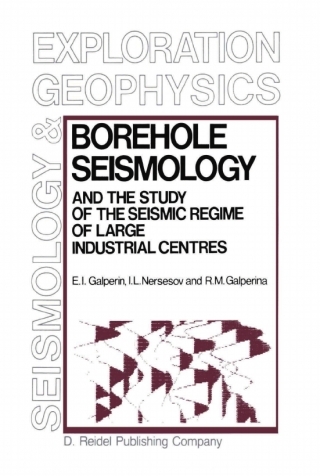 EXPLORATION
GEOPHYSICS
SEISMOLOGY &
BOREHOLE
SEISMOLOGY
AND THE STUDY
OF THE SEISMIC REGIME
OF LARGE
INDUSTRIAL CENTRES
E.I. Galperin, I.L. Nersesov and R.M. Galperina
D. Reidel Publishing Company